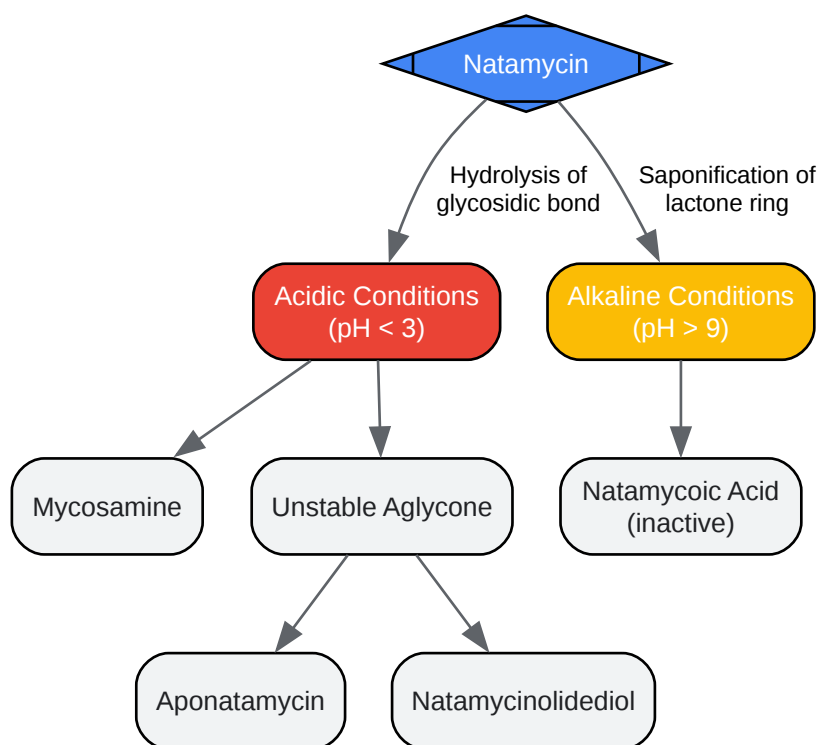 Natamycin
Hydrolysis of
glycosidic bond
Saponification of
lactone ring
Acidic Conditions
(pH < 3)
Alkaline Conditions
(pH > 9)
Mycosamine
Unstable Aglycone
Natamycoic Acid
(inactive)
Aponatamycin
Natamycinolidediol